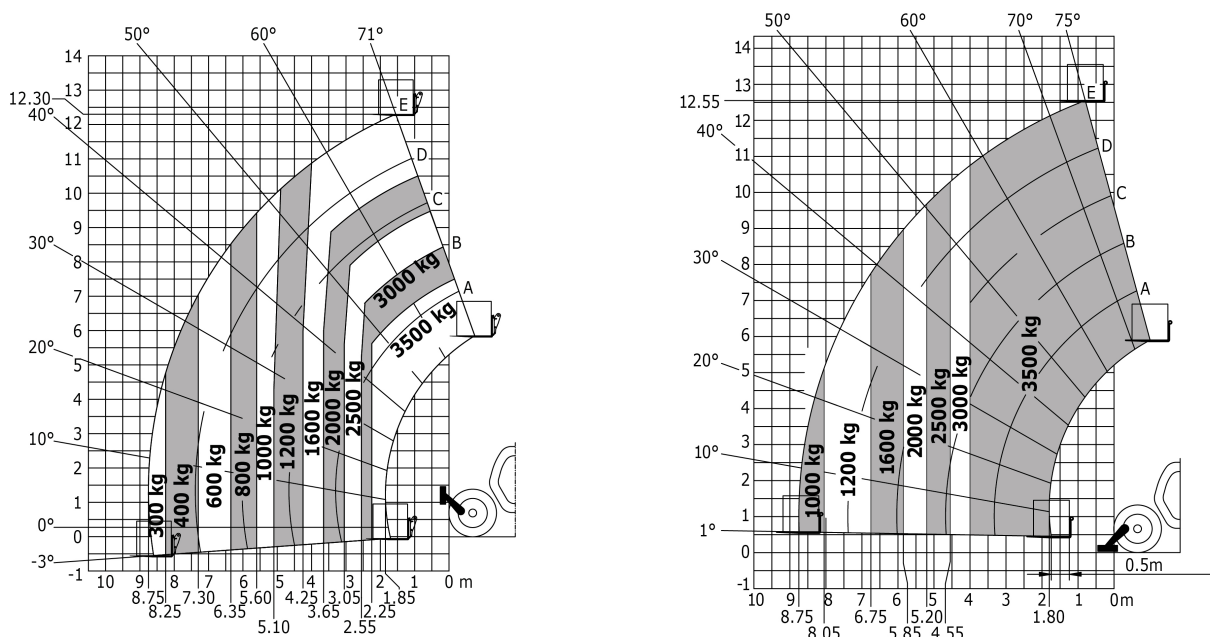 50° 60° 71°
14
13
12.30
12
40°
11
10
9
30°
8
7
6
20°
5
4
3
10°
2
1
0°
0
-3°
-1
E
D
C
B
A
3000 kg
3500 kg
300 kg
400 kg
600 kg
800 kg
1000 kg
1200 kg
1600 kg
2000 kg
2500 kg
10 9 8 7 6 5 4 3 2 1 0 m
8.75 7.30 5.60 4.25 3.05 1.85
8.25 6.35 3.65 2.25
5.10 2.55
50° 60° 70° 75°
14
13
12.55
12
40°
11
10
9
30°
8
7
6
20°
5
4
3
10°
2
1
1°
0
-1
E
D
C
B
A
1000 kg
1200 kg
1600 kg
2000 kg
2500 kg
3000 kg
3500 kg
0.5m
10 9 8 7 6 5 4 3 2 1 0m
8.75 6.75 5.20 1.80
8.05 5.85 4.55